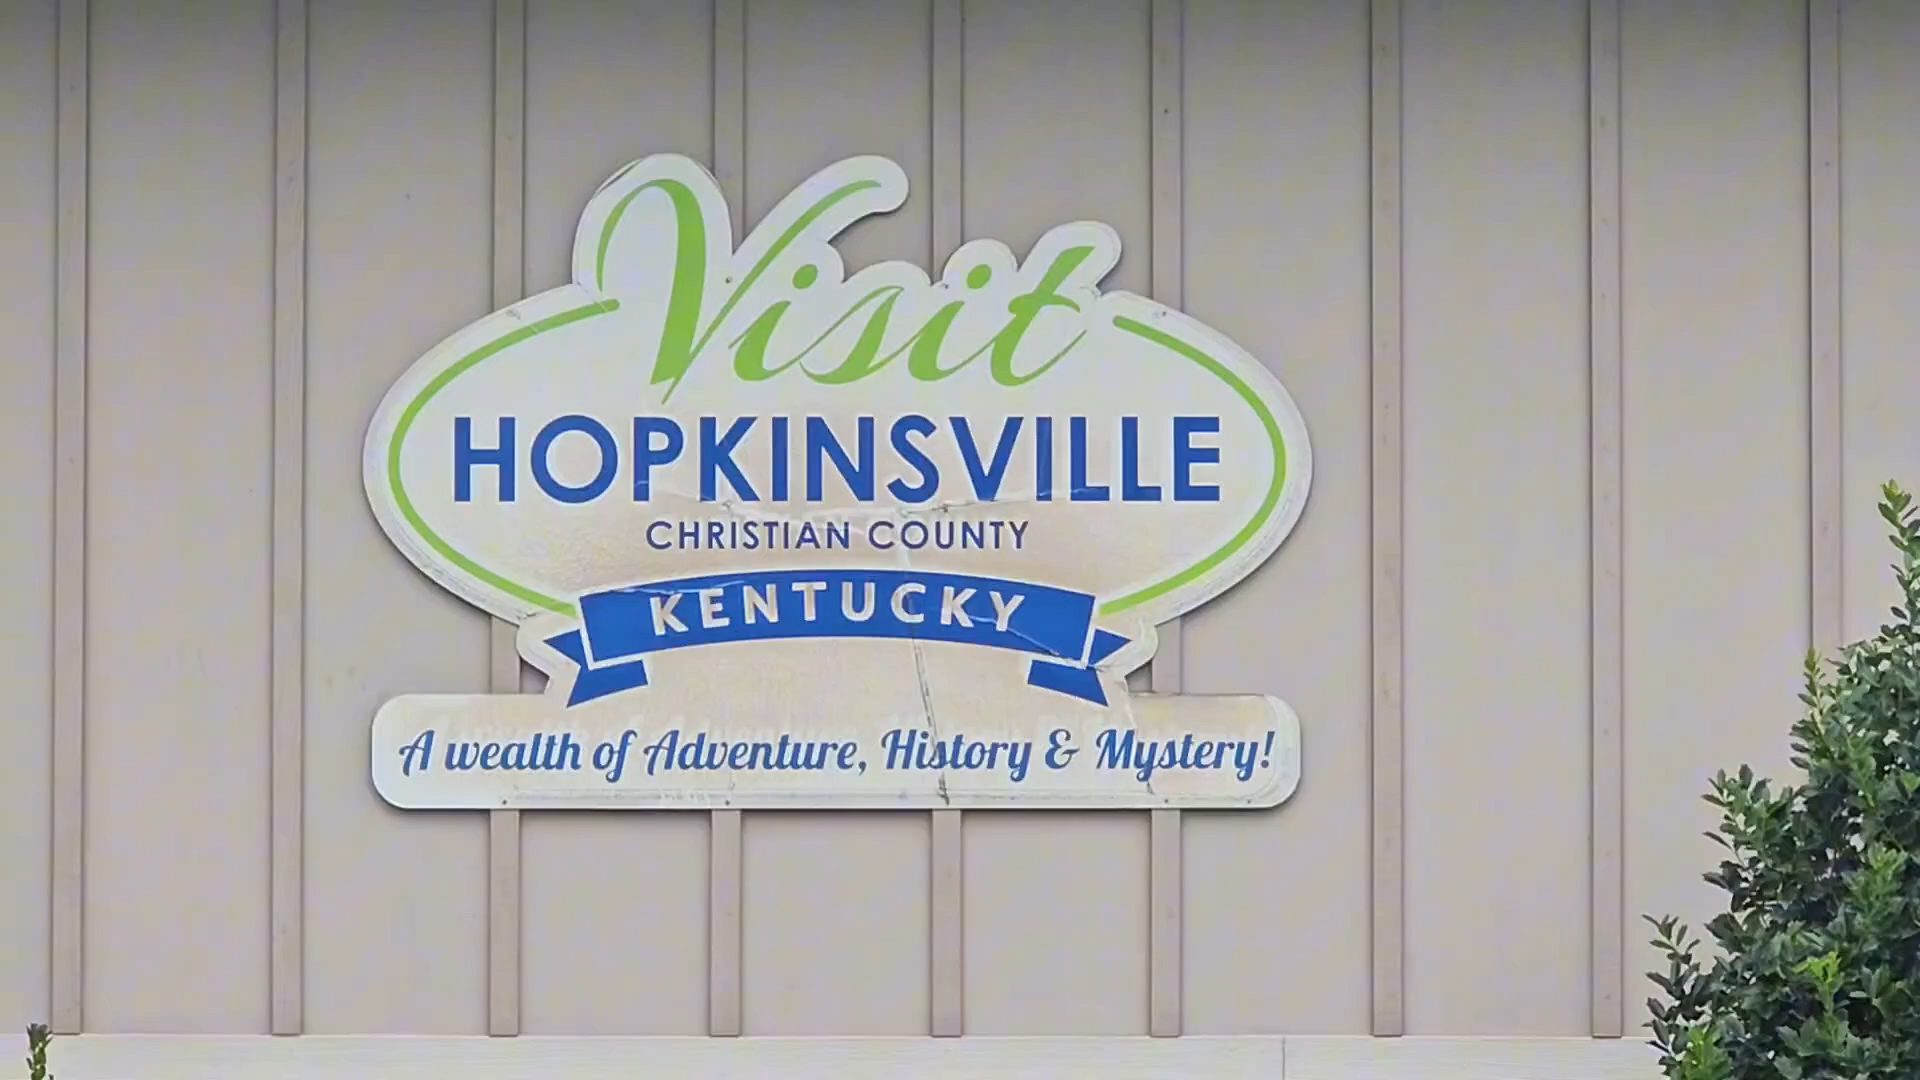 Visit
HOPKINSVILLE
CHRISTIAN COUNTY
KENTUCKY
A wealth of Adventure, History & Mystery!